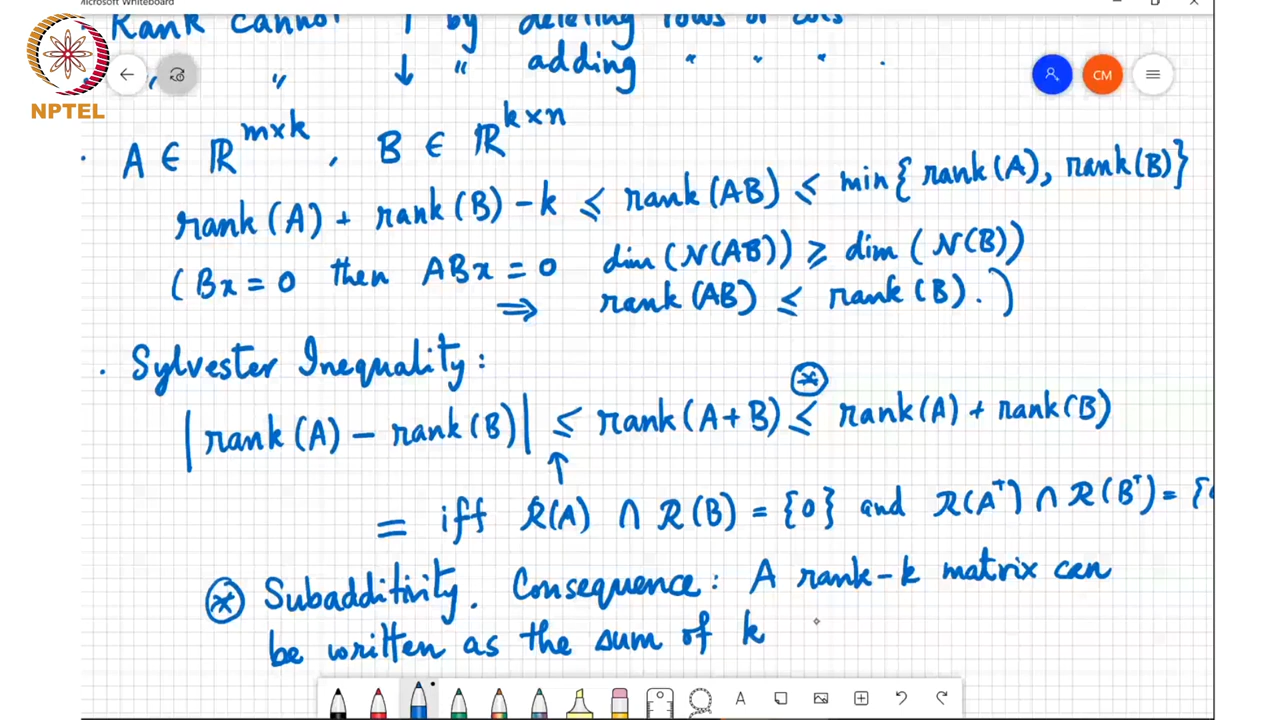 Microsoft Whiteboard
Rank cannot ↑ by deleting rows or cols
" " ↓ " adding " " " .
NPTEL
CM
· A ∈ ℝ^{m×k} , B ∈ ℝ^{k×n}
rank(A) + rank(B) - k ≤ rank(AB) ≤ min{rank(A), rank(B)}
(Bx = 0 then ABx = 0 dim(N(AB)) ≥ dim(N(B))
⇒ rank(AB) ≤ rank(B).)
· Sylvester Inequality:
|rank(A) - rank(B)| ≤ rank(A+B) ≤ⓧ rank(A) + rank(B)
↑
= iff R(A) ∩ R(B) = {0} and R(Aᵀ) ∩ R(Bᵀ) = {0
ⓧ Subadditivity. Consequence: A rank-k matrix can
be written as the sum of k
A